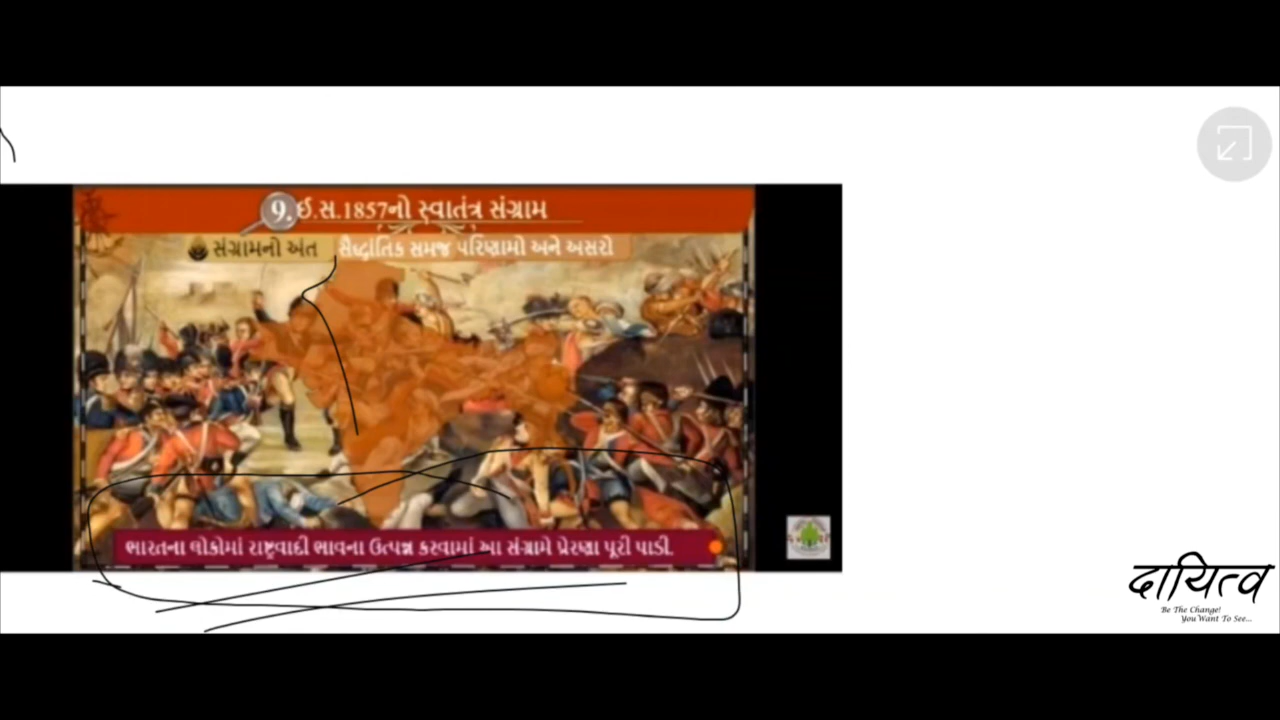 9. ઈ.સ.1857નો સ્વાતંત્ર સંગ્રામ
સંગ્રામનો અંત સૈદ્ધાંતિક સમજ પરિણામો અને અસરો
ભારતના લોકોમાં રાષ્ટ્રવાદી ભાવના ઉત્પન્ન કરવામાં આ સંગ્રામે પ્રેરણા પૂરી પાડી.
दायित्व
Be The Change!
You Want To See...